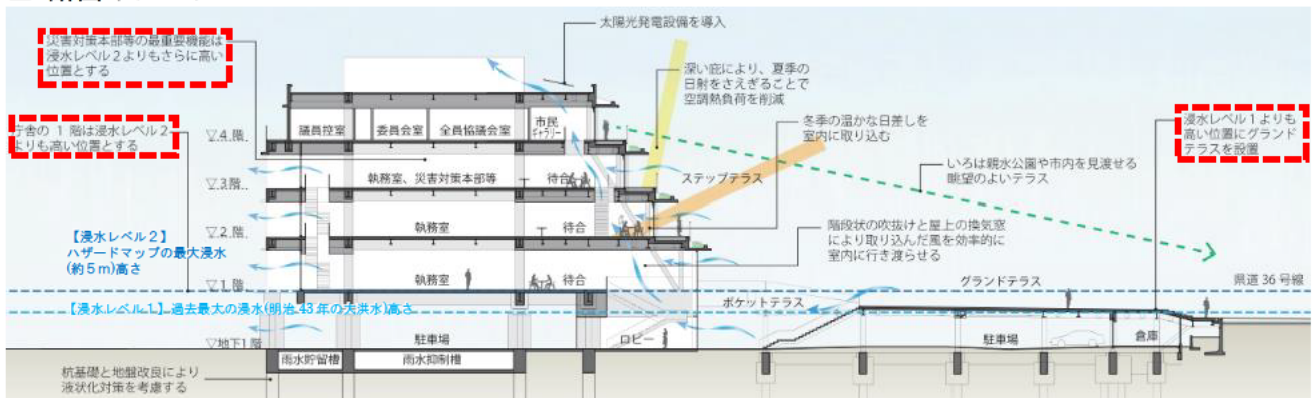 太陽光発電設備を導入
災害対策本部等の最重要機能は
浸水レベル２よりもさらに高い
位置とする
深い庇により、夏季の
日射をさえぎることで
空調熱負荷を削減
庁舎の 1 階は浸水レベル２
よりも高い位置とする
冬季の温かな日差しを
室内に取り込む
浸水レベル１よりも
高い位置にグランド
テラスを設置
▽4.階.
議員控室
委員会室
全員協議会室
市民
ギャラリー
いろは親水公園や市内を見渡せる
眺望のよいテラス
▽3.階..
執務室、災害対策本部等
待合
ステップテラス
階段状の吹抜けと屋上の換気窓
により取り込んだ風を効率的に
室内に行き渡らせる
▽2.階.
執務室
待合
【浸水レベル２】
ハザードマップの最大浸水
(約５ｍ)高さ
▽1.階.
執務室
待合
グランドテラス
県道 36 号線
【浸水レベル１】過去最大の浸水(明治 43 年の大洪水)高さ
ポケットテラス
▽地下1 階
駐車場
ロビー
駐車場
倉庫
雨水貯留槽
雨水抑制槽
杭基礎と地盤改良により
液状化対策を考慮する